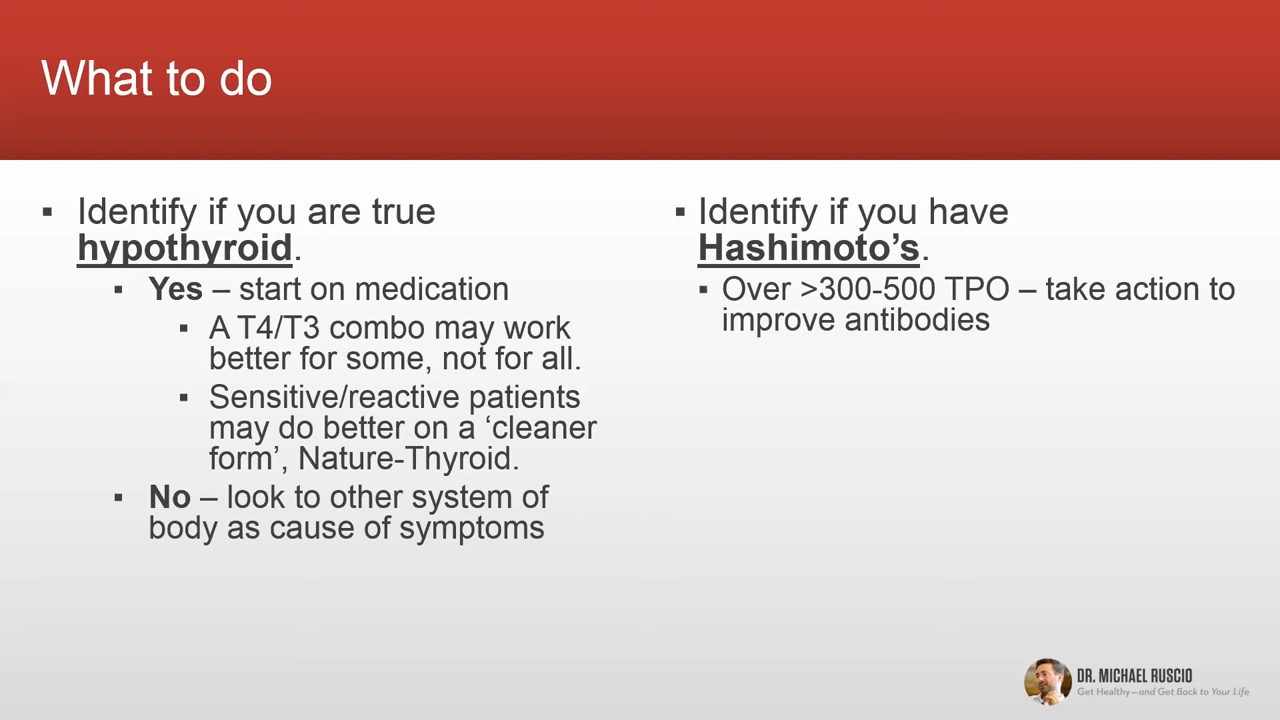 What to do
▪ Identify if you are true
hypothyroid.
▪ Yes – start on medication
▪ A T4/T3 combo may work
better for some, not for all.
▪ Sensitive/reactive patients
may do better on a ‘cleaner
form’, Nature-Thyroid.
▪ No – look to other system of
body as cause of symptoms
▪ Identify if you have
Hashimoto’s.
▪ Over >300-500 TPO – take action to
improve antibodies
DR. MICHAEL RUSCIO
Get Healthy—and Get Back to Your Life